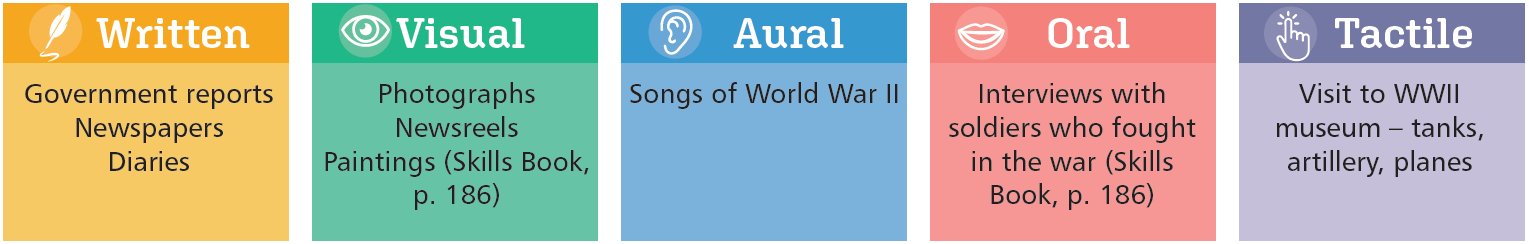 Written
Government reports
Newspapers
Diaries
Visual
Photographs
Newsreels
Paintings (Skills Book,
p. 186)
Aural
Songs of World War II
Oral
Interviews with
soldiers who fought
in the war (Skills
Book, p. 186)
Tactile
Visit to WWII
museum – tanks,
artillery, planes